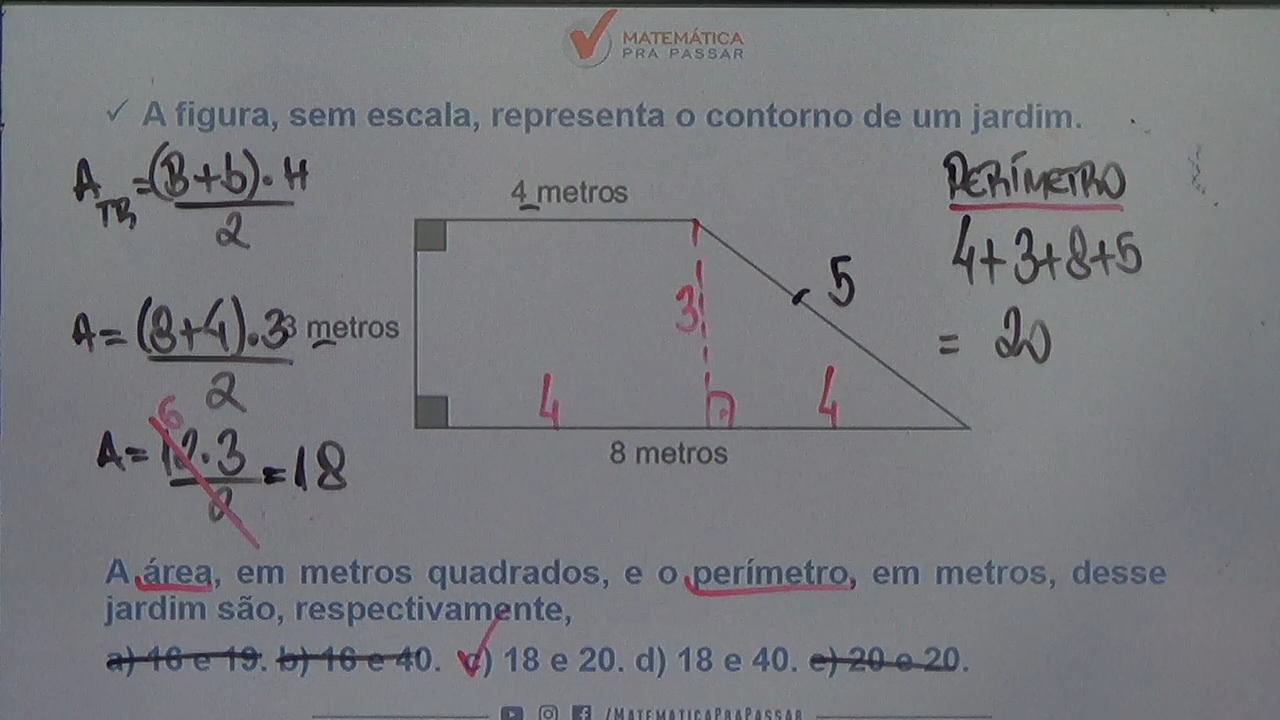 MATEMÁTICA
PRA PASSAR
✓ A figura, sem escala, representa o contorno de um jardim.
A TB = (B+b).H
2
4 metros
PERÍMETRO
4+3+8+5
= 20
5
3
A = (8+4).3
2
3 metros
4
4
6
A = 12.3 = 18
2
8 metros
A área, em metros quadrados, e o perímetro, em metros, desse
jardim são, respectivamente,
a) 16 e 19. b) 16 e 40. c) 18 e 20. d) 18 e 40. e) 20 e 20.
/MATEMATICAPRAPASSAR